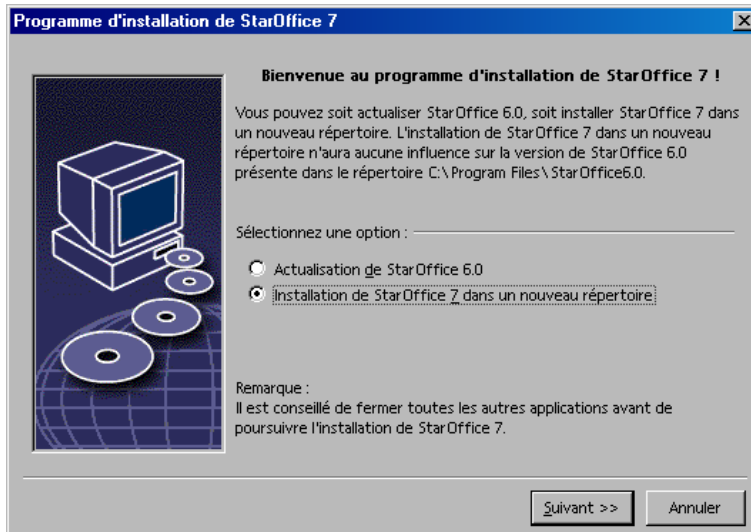 Programme d'installation de StarOffice 7
Bienvenue au programme d'installation de StarOffice 7 !
Vous pouvez soit actualiser StarOffice 6.0, soit installer StarOffice 7 dans
un nouveau répertoire. L'installation de StarOffice 7 dans un nouveau
répertoire n'aura aucune influence sur la version de StarOffice 6.0
présente dans le répertoire C:\Program Files\StarOffice6.0.
Sélectionnez une option :
Actualisation de StarOffice 6.0
Installation de StarOffice 7 dans un nouveau répertoire
Remarque :
Il est conseillé de fermer toutes les autres applications avant de
poursuivre l'installation de StarOffice 7.
Suivant >>
Annuler